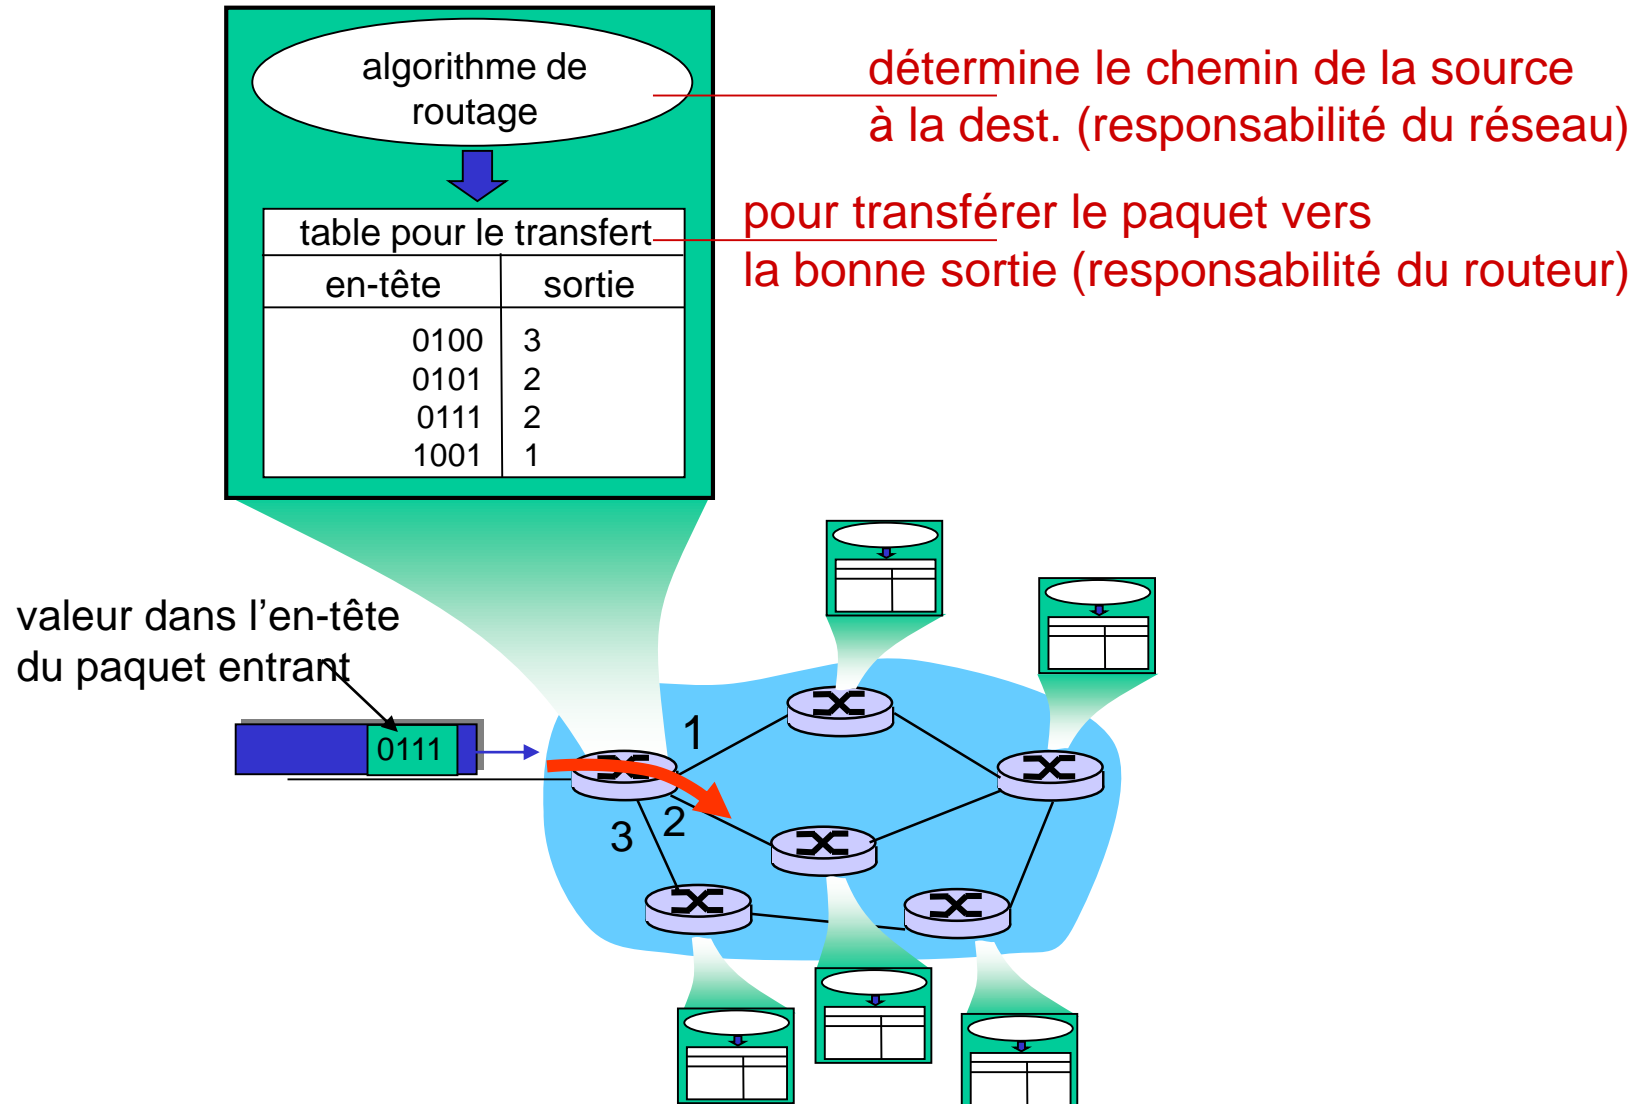 algorithme de
routage
détermine le chemin de la source
à la dest. (responsabilité du réseau)
table pour le transfert
pour transférer le paquet vers
la bonne sortie (responsabilité du routeur)
en-tête sortie
0100 3
0101 2
0111 2
1001 1
valeur dans l’en-tête
du paquet entrant
0111
1
2
3